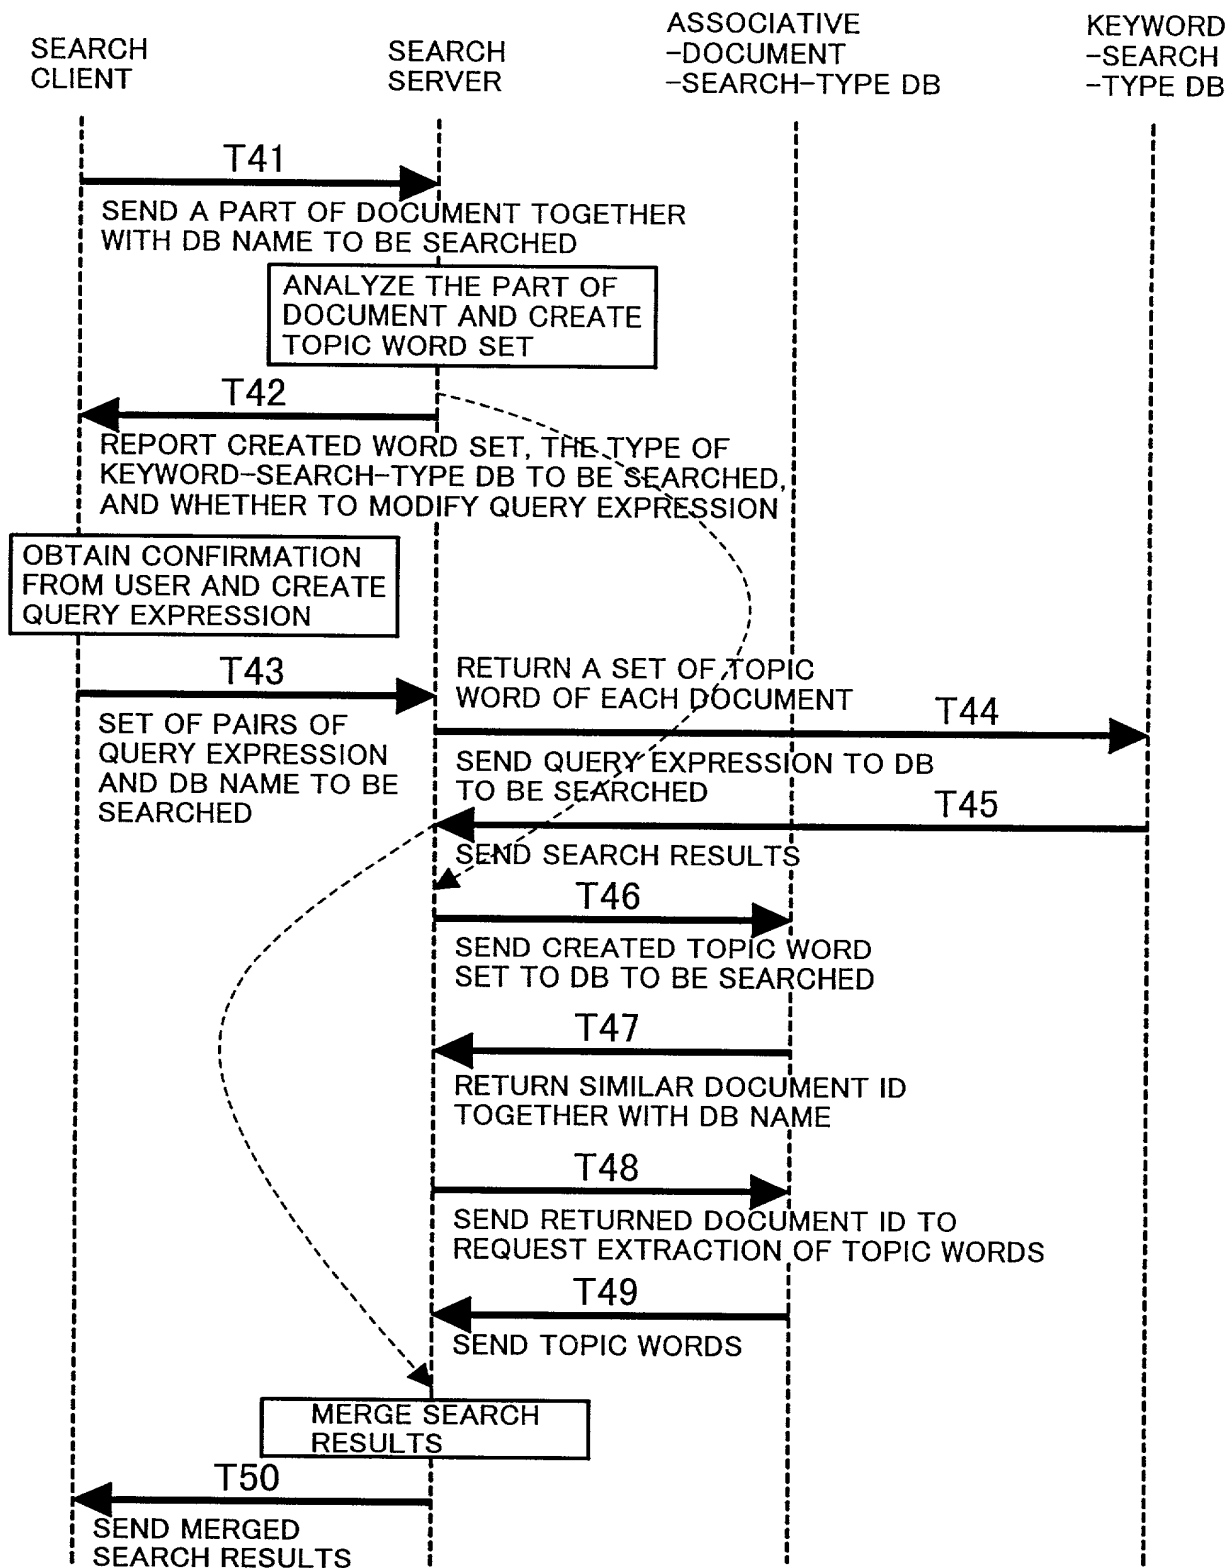 SEARCH
CLIENT
SEARCH
SERVER
ASSOCIATIVE
-DOCUMENT
-SEARCH-TYPE DB
KEYWORD
-SEARCH
-TYPE DB
T41
SEND A PART OF DOCUMENT TOGETHER
WITH DB NAME TO BE SEARCHED
ANALYZE THE PART OF
DOCUMENT AND CREATE
TOPIC WORD SET
T42
REPORT CREATED WORD SET, THE TYPE OF
KEYWORD-SEARCH-TYPE DB TO BE SEARCHED,
AND WHETHER TO MODIFY QUERY EXPRESSION
OBTAIN CONFIRMATION
FROM USER AND CREATE
QUERY EXPRESSION
T43
SET OF PAIRS OF
QUERY EXPRESSION
AND DB NAME TO BE
SEARCHED
RETURN A SET OF TOPIC
WORD OF EACH DOCUMENT
T44
SEND QUERY EXPRESSION TO DB
TO BE SEARCHED
T45
SEND SEARCH RESULTS
T46
SEND CREATED TOPIC WORD
SET TO DB TO BE SEARCHED
T47
RETURN SIMILAR DOCUMENT ID
TOGETHER WITH DB NAME
T48
SEND RETURNED DOCUMENT ID TO
REQUEST EXTRACTION OF TOPIC WORDS
T49
SEND TOPIC WORDS
MERGE SEARCH
RESULTS
T50
SEND MERGED
SEARCH RESULTS